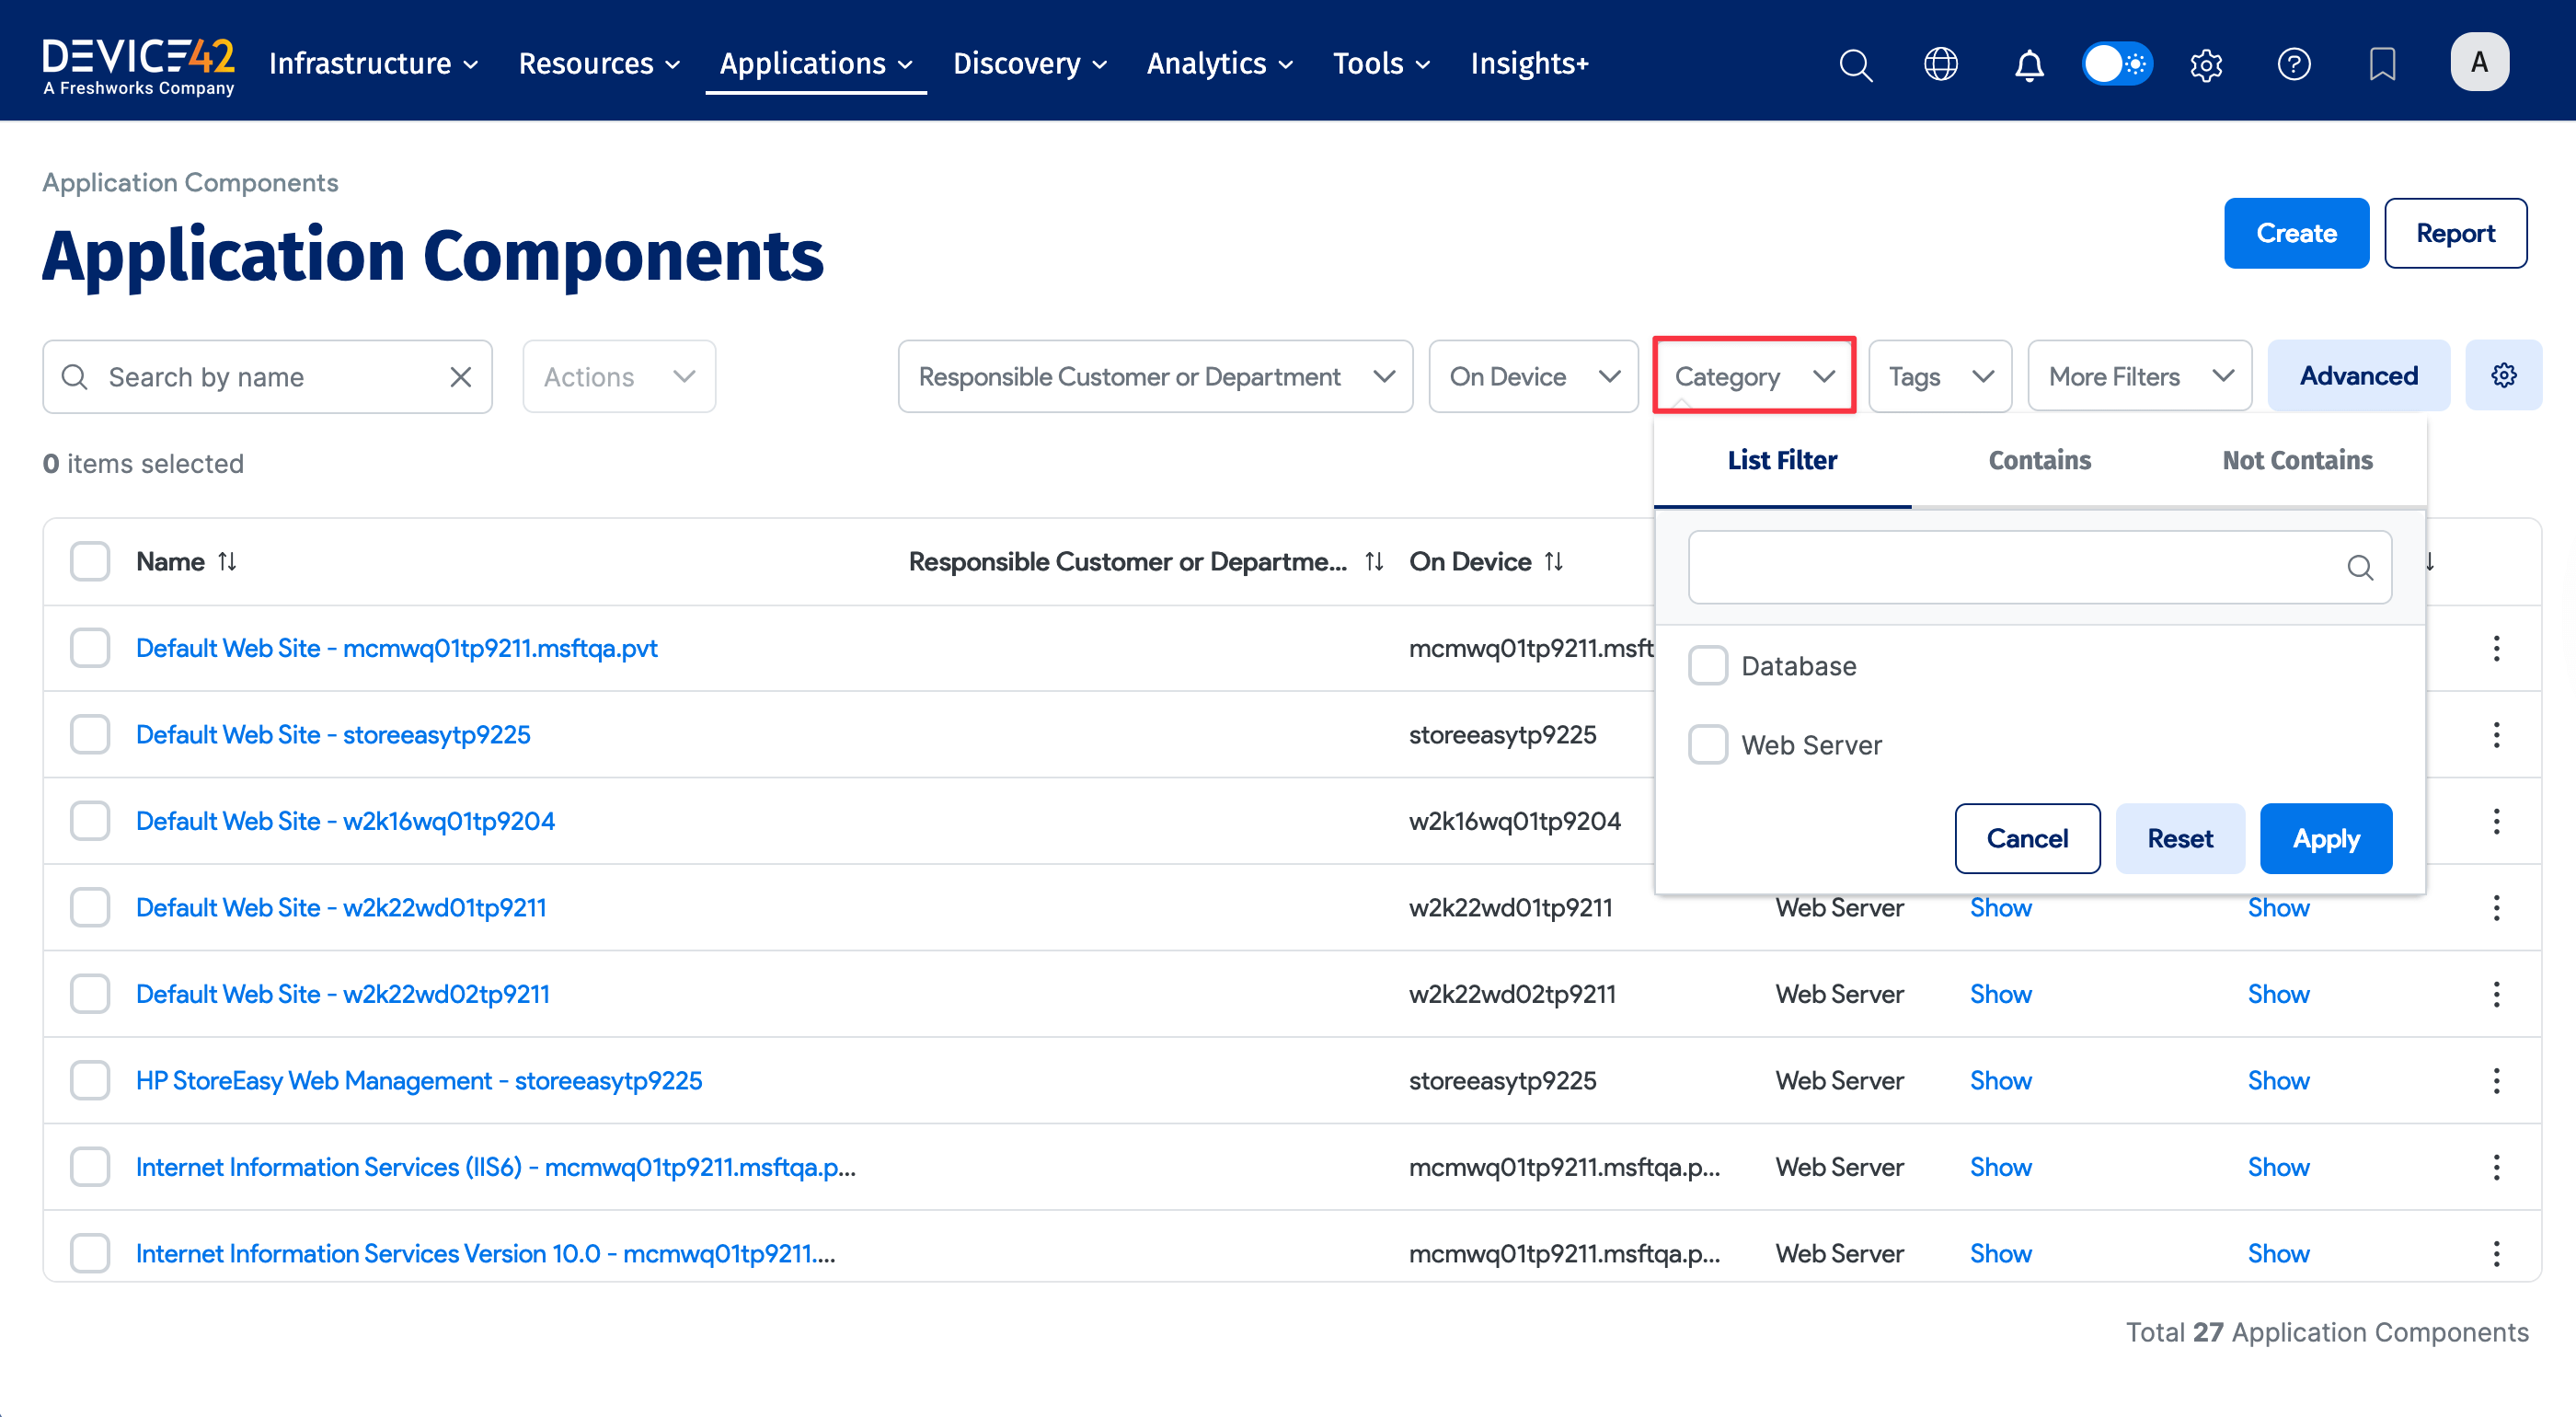 DEVICE42
A Freshworks Company
Infrastructure Resources Applications Discovery Analytics Tools Insights+
A
Application Components
Application Components
Create Report
Search by name Actions Responsible Customer or Department On Device Category Tags More Filters Advanced
0 items selected
List Filter Contains Not Contains
Name Responsible Customer or Departme... On Device
Default Web Site - mcmwq01tp9211.msftqa.pvt mcmwq01tp9211.msft
Database
Default Web Site - storeeasytp9225 storeeasytp9225
Web Server
Default Web Site - w2k16wq01tp9204 w2k16wq01tp9204
Cancel Reset Apply
Default Web Site - w2k22wd01tp9211 w2k22wd01tp9211 Web Server Show Show
Default Web Site - w2k22wd02tp9211 w2k22wd02tp9211 Web Server Show Show
HP StoreEasy Web Management - storeeasytp9225 storeeasytp9225 Web Server Show Show
Internet Information Services (IIS6) - mcmwq01tp9211.msftqa.p... mcmwq01tp9211.msftqa.p... Web Server Show Show
Internet Information Services Version 10.0 - mcmwq01tp9211.... mcmwq01tp9211.msftqa.p... Web Server Show Show
Total 27 Application Components